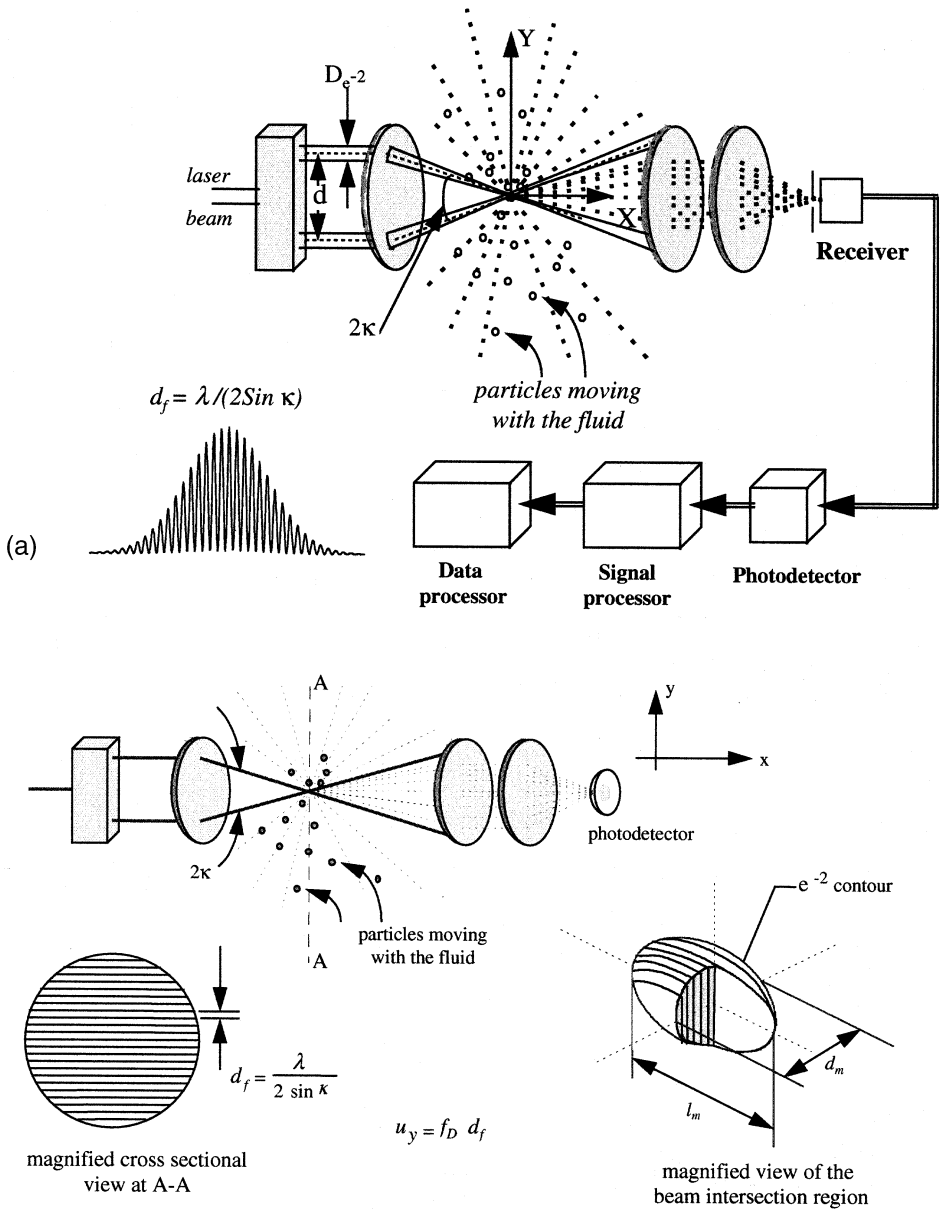 Y
D e-2
laser
beam
d
X
Receiver
2κ
particles moving
with the fluid
d_f = λ/(2Sin κ)
(a)
Data
processor
Signal
processor
Photodetector
A
y
x
2κ
photodetector
e -2 contour
particles moving
with the fluid
A
d_f = λ / 2 sin κ
d_m
l_m
u_y = f_D d_f
magnified cross sectional
view at A-A
magnified view of the
beam intersection region